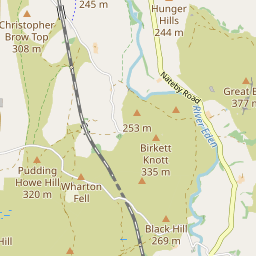 245 m
Christopher
Brow Top
308 m
Hunger
Hills
244 m
Nateby Road
River Eden
Great
377
253 m
Birkett
Knott
335 m
Pudding
Howe Hill
320 m
Wharton
Fell
Black Hill
269 m
Hill